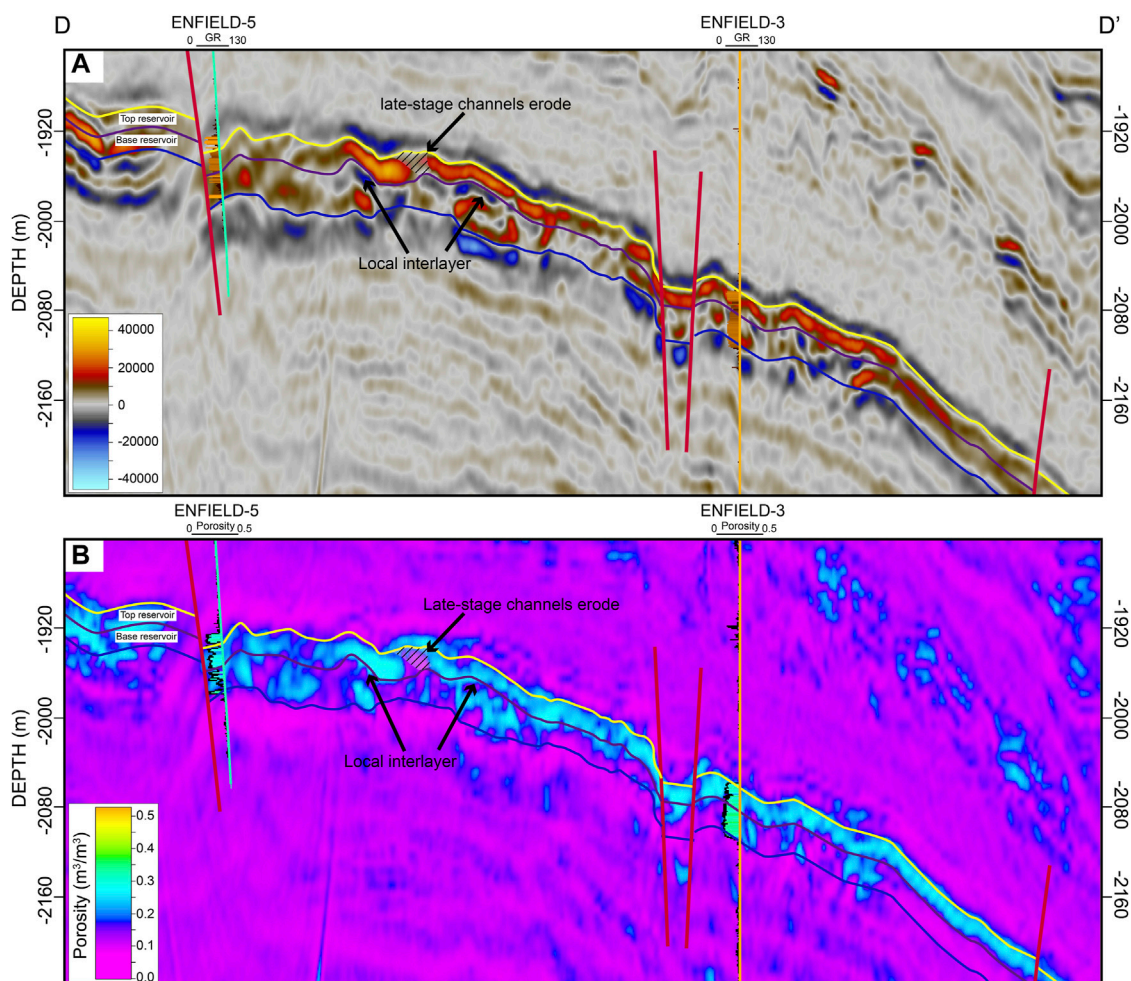 D
ENFIELD-5
ENFIELD-3
D'
0 GR 130
0 GR 130
A
late-stage channels erode
Top reservoir
Base reservoir
Local interlayer
DEPTH (m)
-1920
-2000
-2080
-2160
-1920
-2000
-2080
-2160
DEPTH (m)
40000
20000
0
-20000
-40000
ENFIELD-5
ENFIELD-3
0 Porosity 0.5
0 Porosity 0.5
B
Late-stage channels erode
Top reservoir
Base reservoir
Local interlayer
DEPTH (m)
-1920
-2000
-2080
-2160
-1920
-2000
-2080
-2160
DEPTH (m)
Porosity (m³/m³)
0.5
0.4
0.3
0.2
0.1
0.0